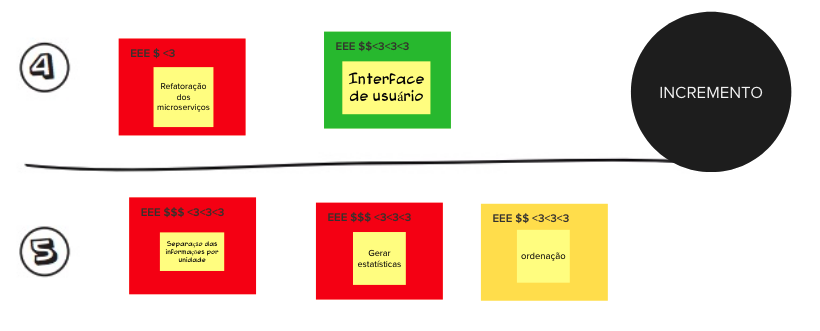 4
EEE $ <3
Refatoração
dos
microserviços
EEE $$<3<3<3
Interface
de usuário
INCREMENTO
5
EEE $$$ <3<3<3
Separação das
informações por
unidade
EEE $$$ <3<3<3
Gerar
estatísticas
EEE $$ <3<3<3
ordenação